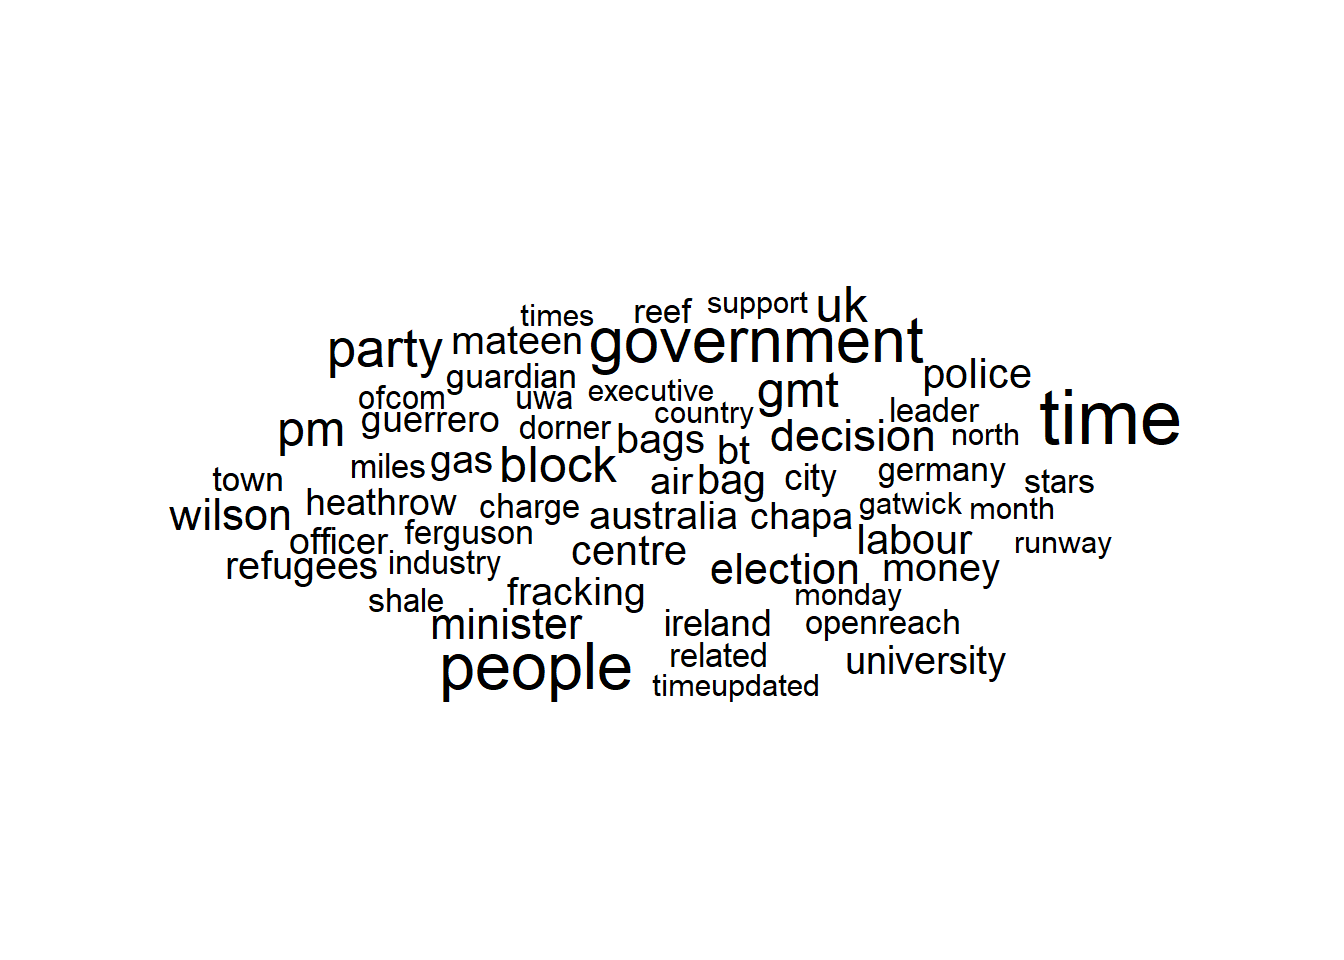 times reef support uk
party mateen government
guardian police
ofcom uwa executive gmt time
guerrero country leader
pm dorner bags bt decision north
town miles gas block air bag city germany stars
wilson heathrow charge australia chapa gatwick month
officer ferguson centre labour runway
refugees industry election money
shale fracking monday
minister ireland openreach
people related university
timeupdated